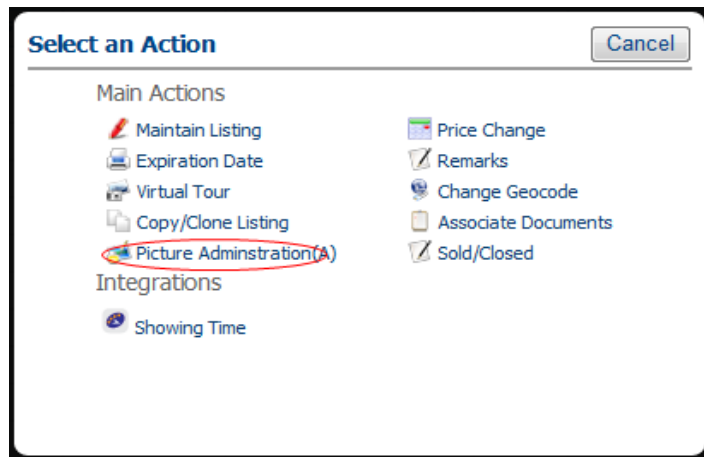 Select an Action
Cancel
Main Actions
Maintain Listing
Price Change
Expiration Date
Remarks
Virtual Tour
Change Geocode
Copy/Clone Listing
Associate Documents
Picture Adminstration(A)
Sold/Closed
Integrations
Showing Time